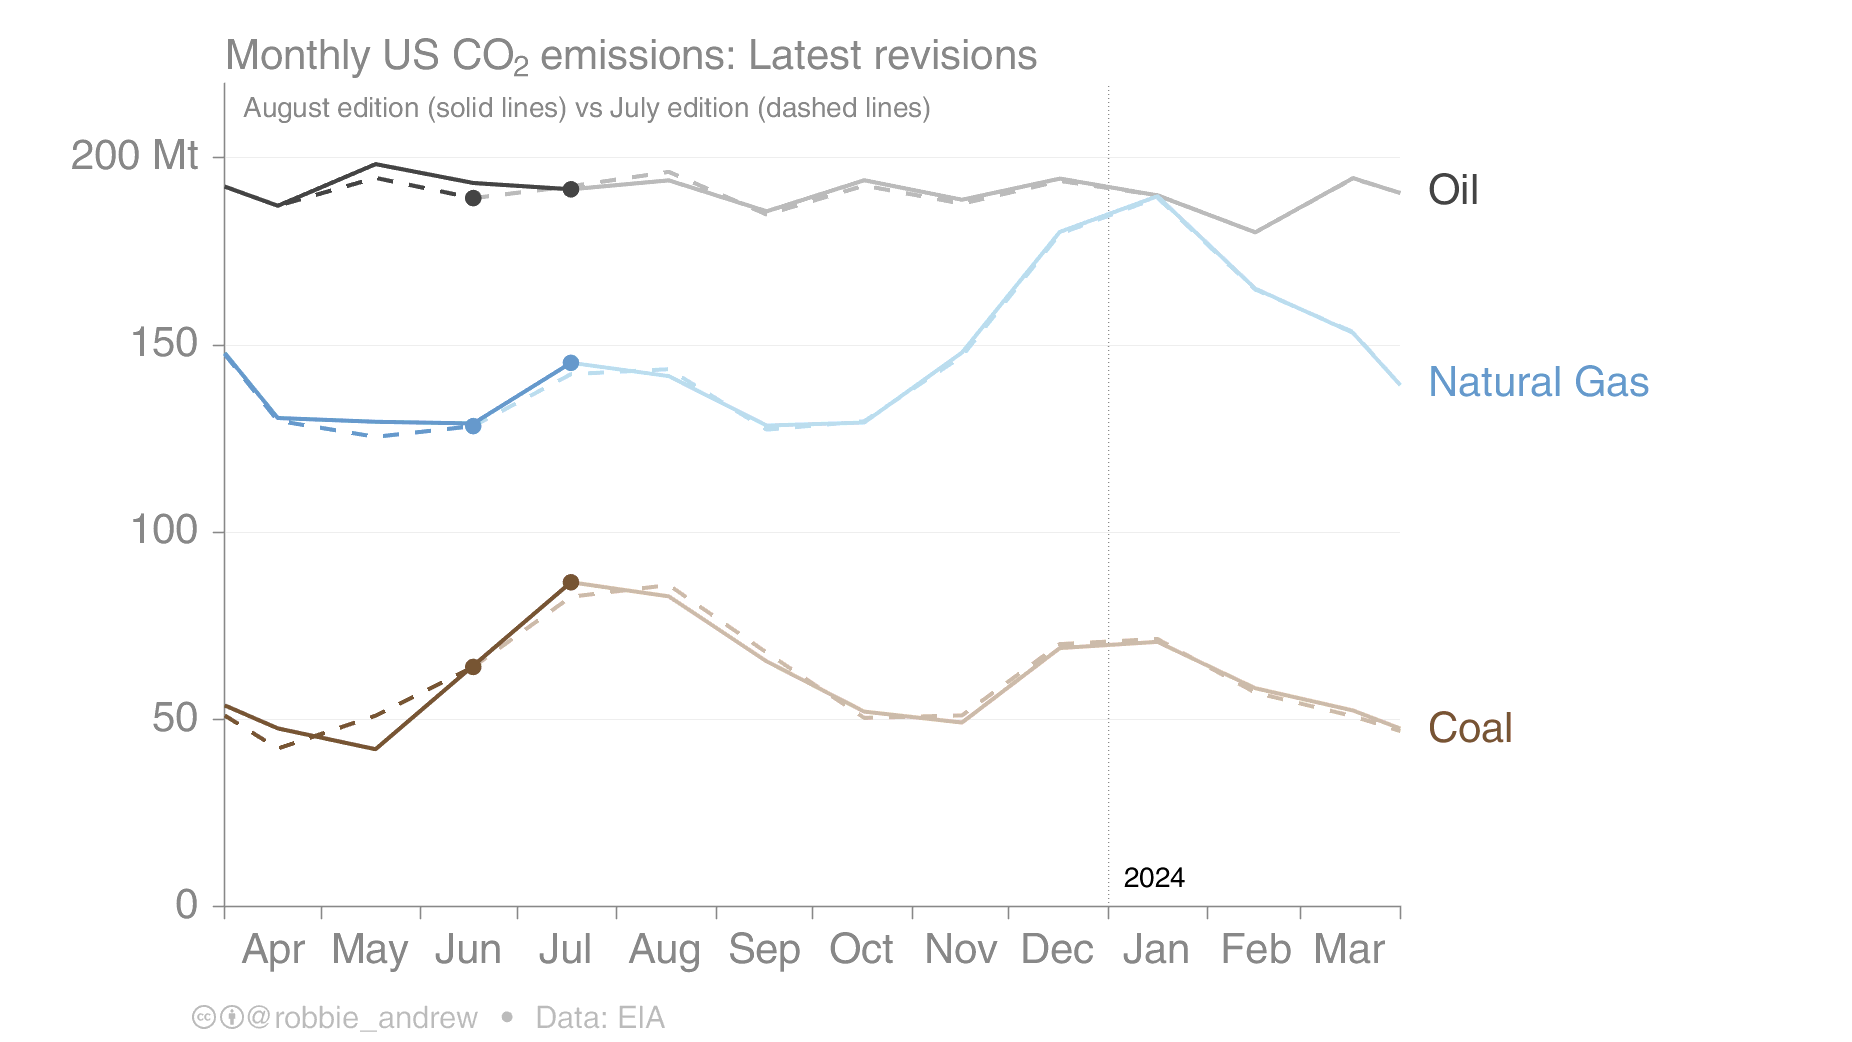 Monthly US CO₂ emissions: Latest revisions
August edition (solid lines) vs July edition (dashed lines)
200 Mt
Oil
150
Natural Gas
100
50
Coal
2024
0
Apr May Jun Jul Aug Sep Oct Nov Dec Jan Feb Mar
cc @robbie_andrew • Data: EIA